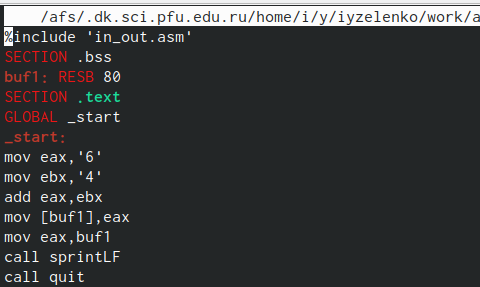 /afs/.dk.sci.pfu.edu.ru/home/i/y/iyzelenko/work/a
%include 'in_out.asm'
SECTION .bss
buf1: RESB 80
SECTION .text
GLOBAL _start
_start:
mov eax,'6'
mov ebx,'4'
add eax,ebx
mov [buf1],eax
mov eax,buf1
call sprintLF
call quit